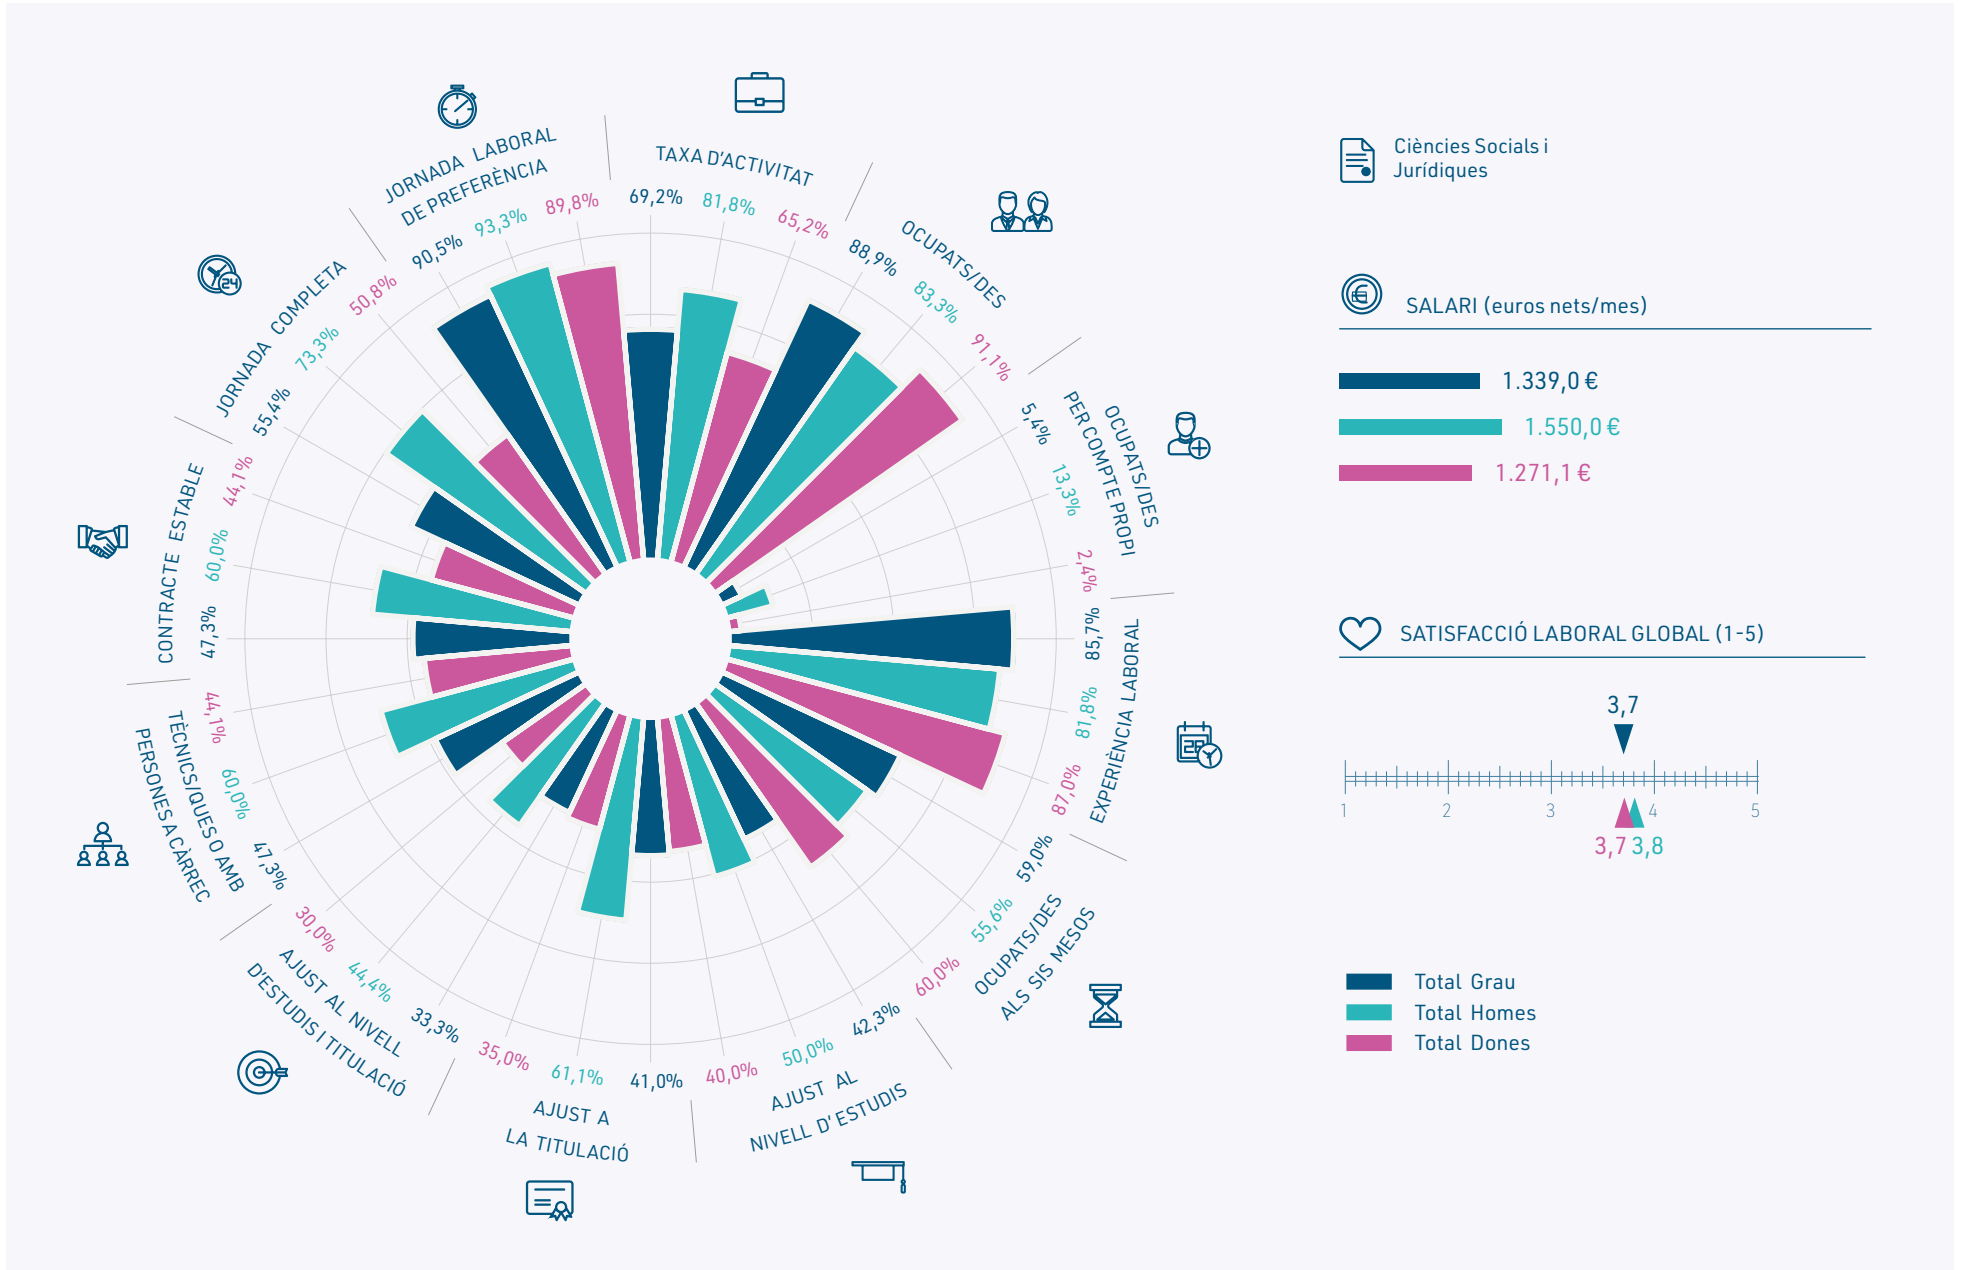 TAXA D'ACTIVITAT
69,2%
81,8%
65,2%
OCUPATS/DES
88,9%
83,3%
91,1%
OCUPATS/DES
PER COMPTE PROPI
5,4%
13,3%
2,4%
EXPERIÈNCIA LABORAL
85,7%
81,8%
87,0%
OCUPATS/DES
ALS SIS MESOS
59,0%
55,6%
60,0%
AJUST AL
NIVELL D'ESTUDIS
42,3%
50,0%
40,0%
AJUST A
LA TITULACIÓ
41,0%
61,1%
35,0%
AJUST AL NIVELL
D'ESTUDIS I TITULACIÓ
33,3%
44,4%
30,0%
TÈCNICS/QUES O AMB
PERSONES A CÀRREC
47,3%
60,0%
44,1%
CONTRACTE ESTABLE
47,3%
60,0%
44,1%
JORNADA COMPLETA
55,4%
73,3%
50,8%
JORNADA LABORAL
DE PREFERÈNCIA
90,5%
93,3%
89,8%
24
Ciències Socials i
Jurídiques
SALARI (euros nets/mes)
1.339,0 €
1.550,0 €
1.271,1 €
SATISFACCIÓ LABORAL GLOBAL (1-5)
3,7
1 2 3 4 5
3,7 3,8
Total Grau
Total Homes
Total Dones